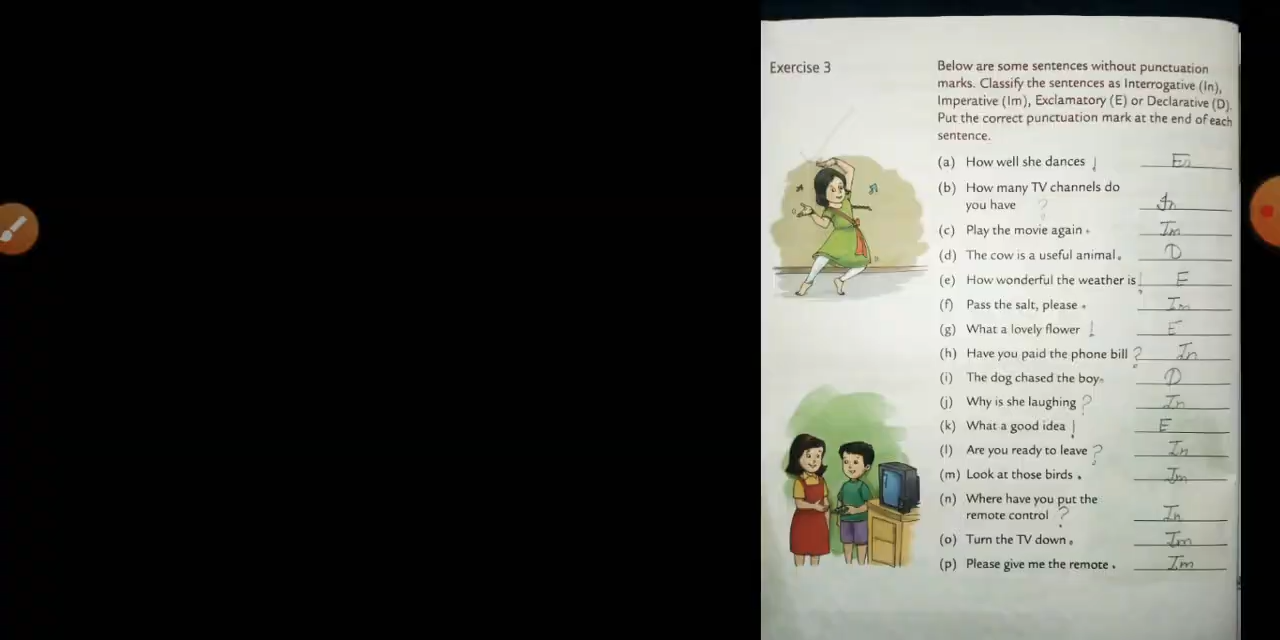 Exercise 3
Below are some sentences without punctuation
marks. Classify the sentences as Interrogative (In),
Imperative (Im), Exclamatory (E) or Declarative (D).
Put the correct punctuation mark at the end of each
sentence.
(a) How well she dances ! E
(b) How many TV channels do
you have ? In
(c) Play the movie again . Im
(d) The cow is a useful animal. D
(e) How wonderful the weather is! E
(f) Pass the salt, please . Im
(g) What a lovely flower ! E
(h) Have you paid the phone bill ? In
(i) The dog chased the boy. D
(j) Why is she laughing ? In
(k) What a good idea ! E
(l) Are you ready to leave ? In
(m) Look at those birds . Im
(n) Where have you put the
remote control ? In
(o) Turn the TV down . Im
(p) Please give me the remote . Im